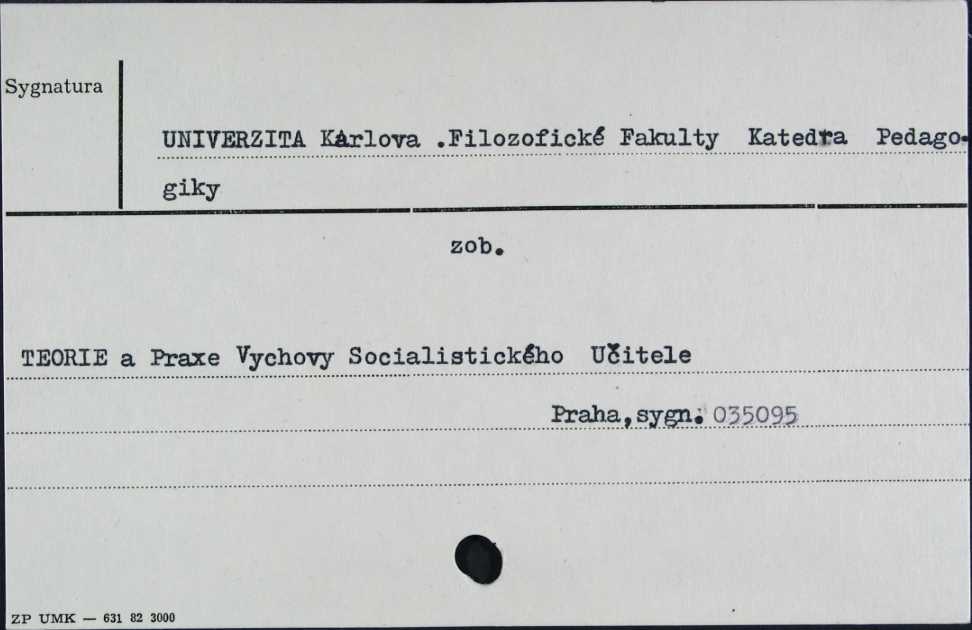 Sygnatura
UNIVERZITA Karlova .Filozofické Fakulty Katedra Pedago-
giky
zob.
TEORIE a Praxe Vychovy Socialistického Učitele
Praha,sygn. 035095
ZP UMK — 631 82 3000